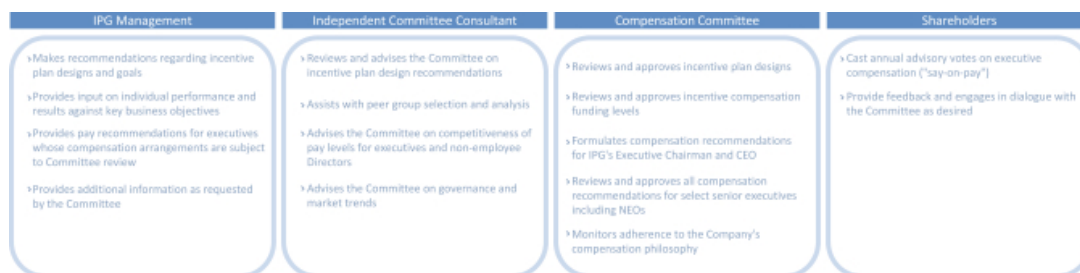 IPG Management
› Makes recommendations regarding incentive
plan designs and goals
› Provides input on individual performance and
results against key business objectives
› Provides pay recommendations for executives
whose compensation arrangements are subject
to Committee review
› Provides additional information as requested
by the Committee
Independent Committee Consultant
› Reviews and advises the Committee on
incentive plan design recommendations
› Assists with peer group selection and analysis
› Advises the Committee on competitiveness of
pay levels for executives and non-employee
Directors
› Advises the Committee on governance and
market trends
Compensation Committee
› Reviews and approves incentive plan designs
› Reviews and approves incentive compensation
funding levels
› Formulates compensation recommendations
for IPG's Executive Chairman and CEO
› Reviews and approves all compensation
recommendations for select senior executives
including NEOs
› Monitors adherence to the Company's
compensation philosophy
Shareholders
› Cast annual advisory votes on executive
compensation ("say-on-pay")
› Provide feedback and engages in dialogue with
the Committee as desired